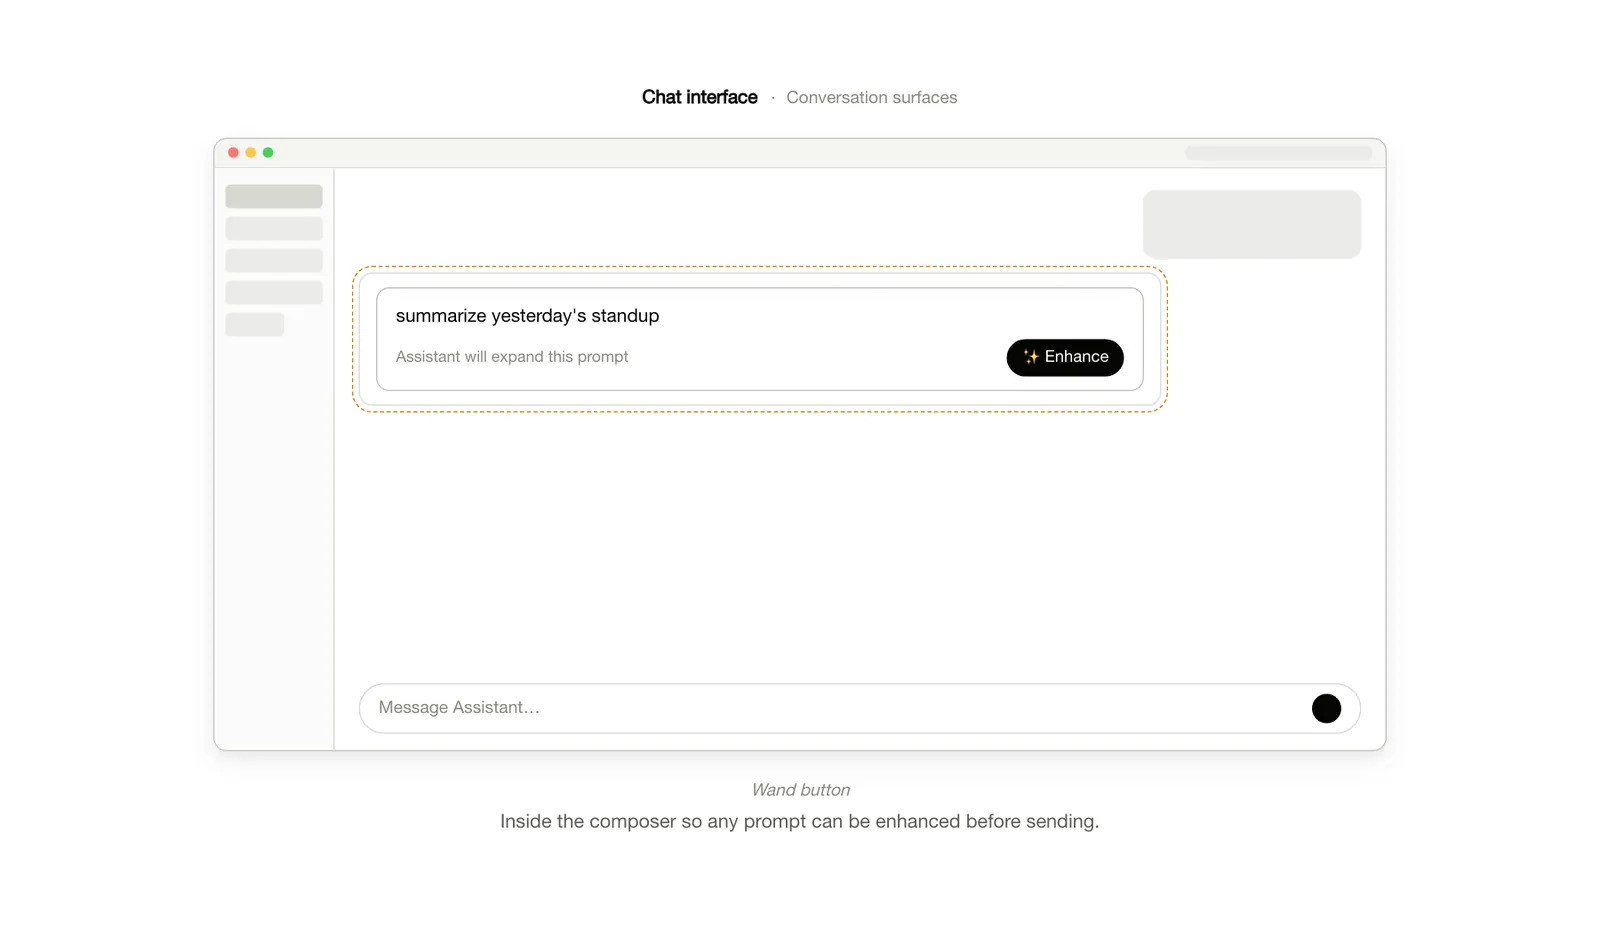 Chat interface · Conversation surfaces
summarize yesterday's standup
Assistant will expand this prompt
✨ Enhance
Message Assistant…
Wand button
Inside the composer so any prompt can be enhanced before sending.